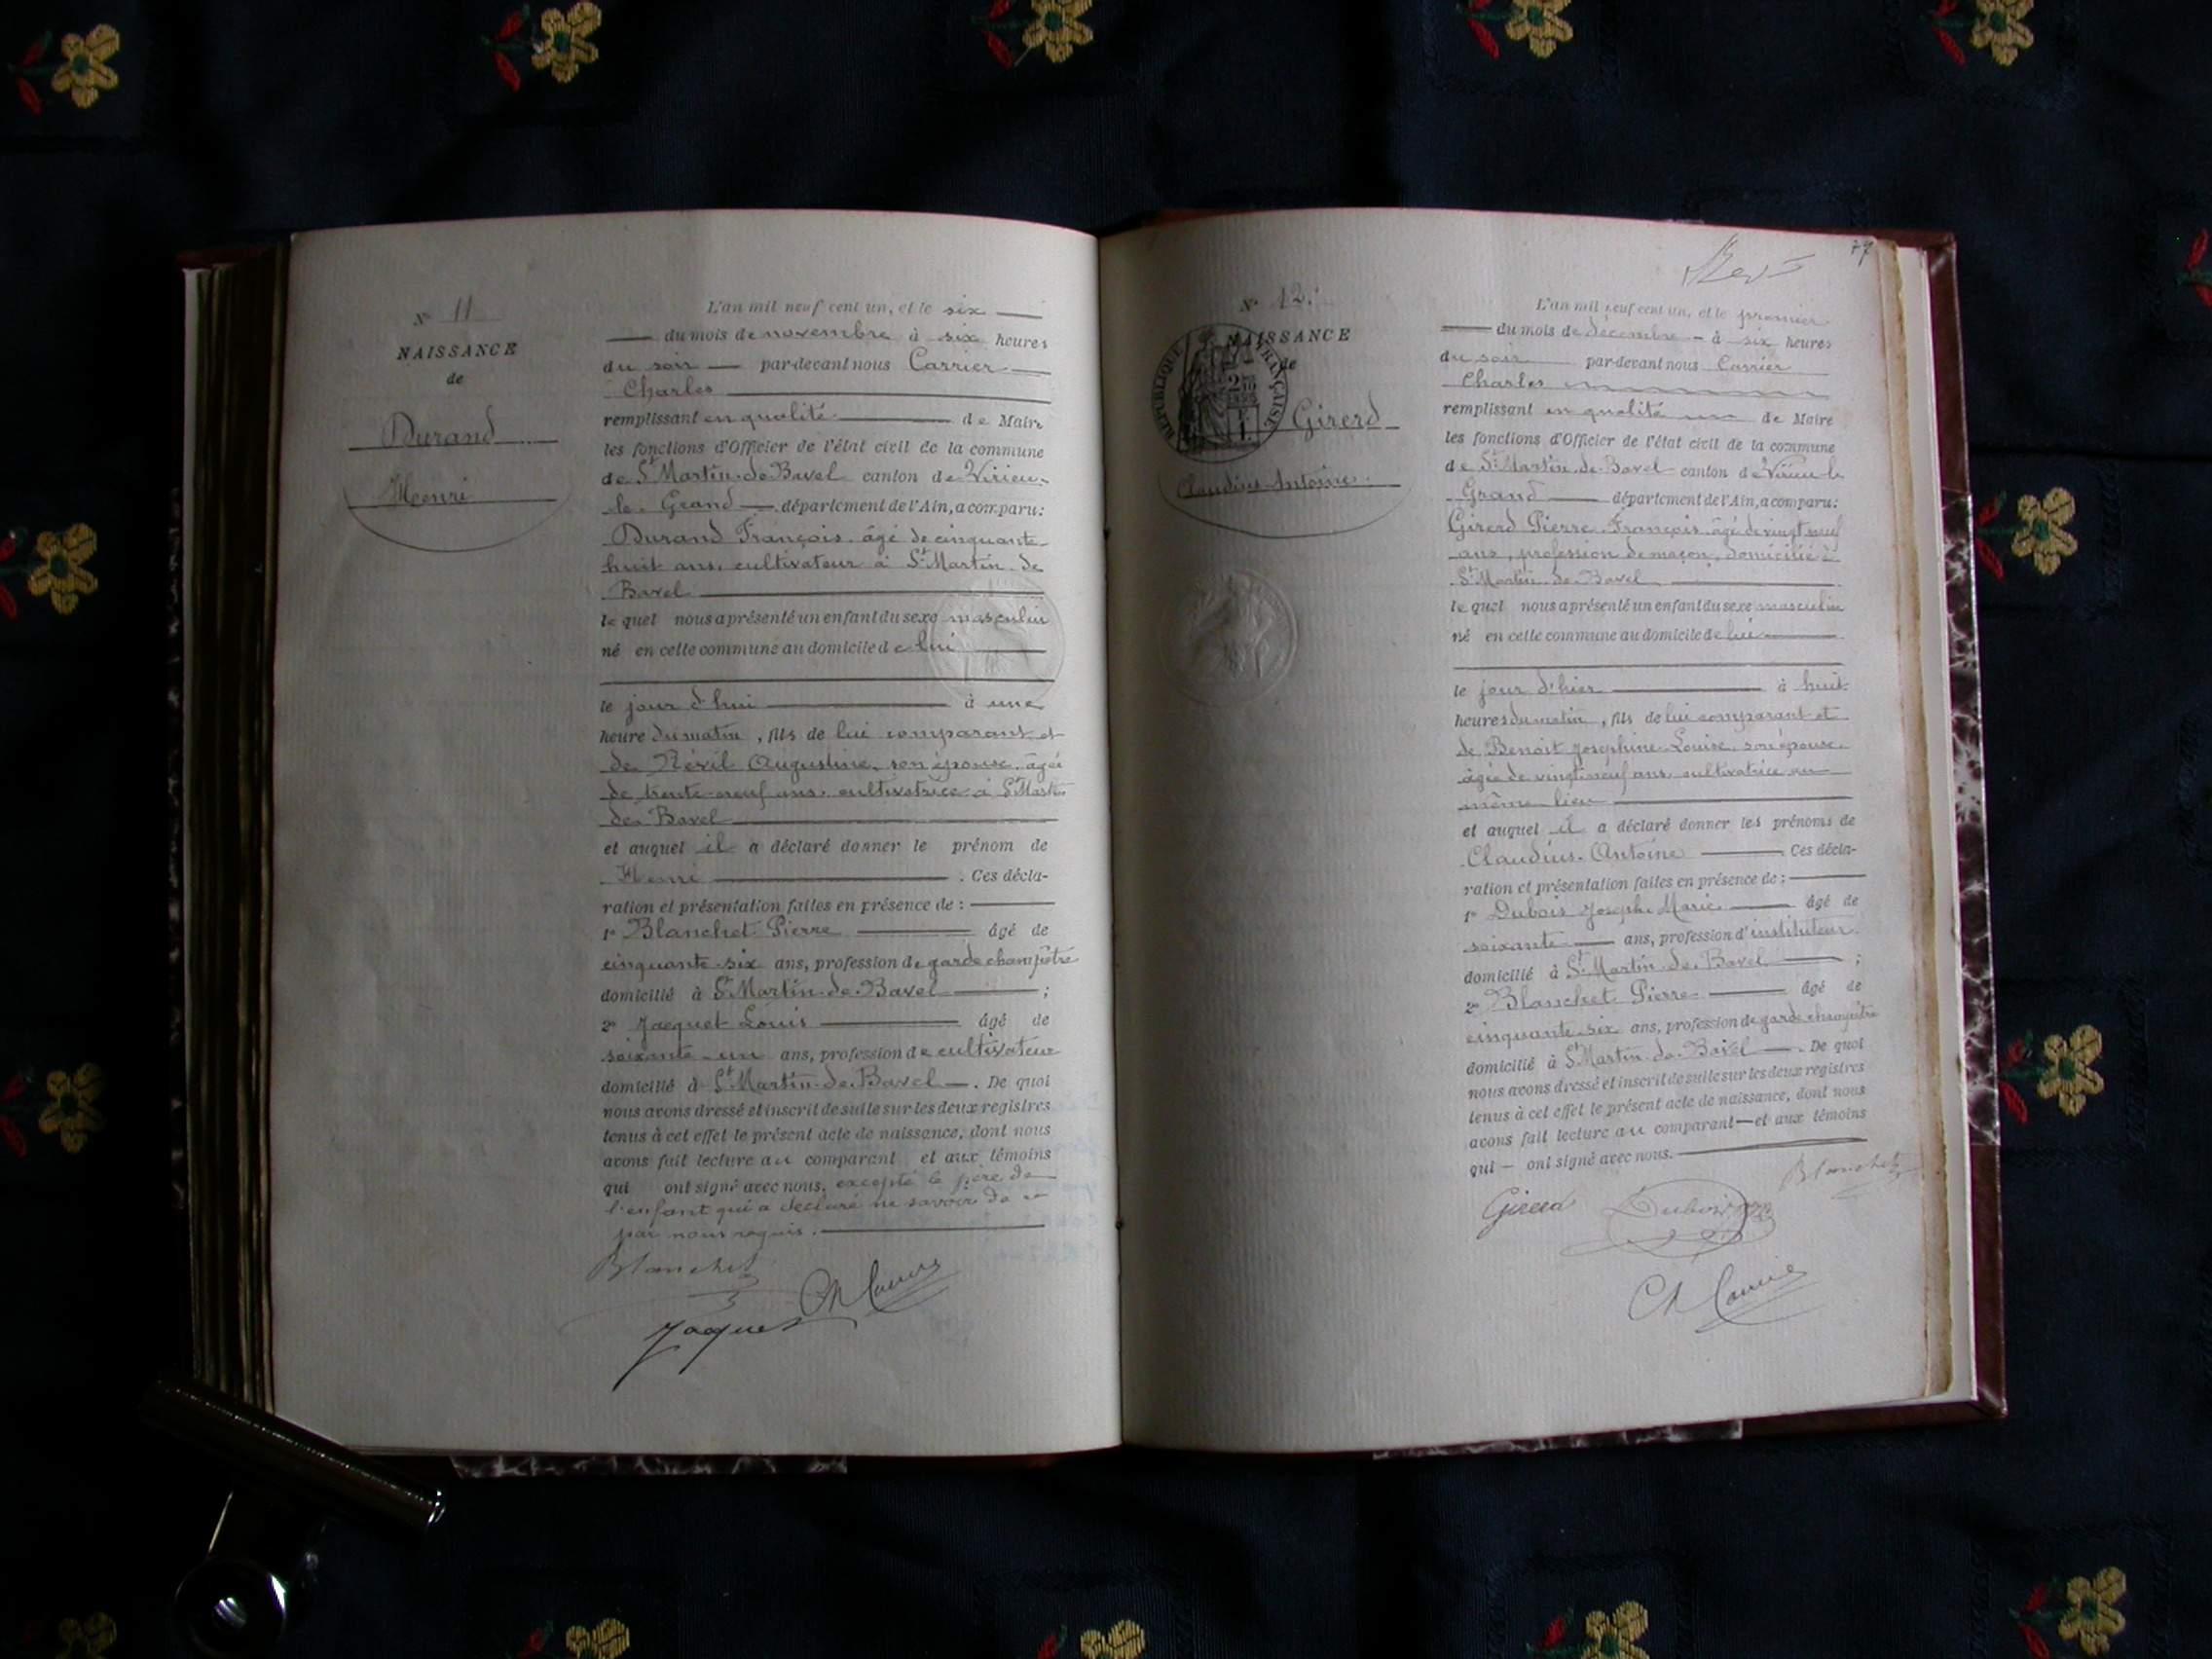 N° 11
NAISSANCE
de
Durand
Henri
L'an mil neuf cent un, et le six
du mois de novembre à six heures
du soir par-devant nous Carrier
Charles
remplissant en qualité de Maire
les fonctions d'Officier de l'état civil de la commune
de St Martin-de-Bavel canton de Virieu-
le-Grand département de l'Ain, a comparu:
Durand François âgé de cinquante-
huit ans, cultivateur à St Martin-de
Bavel
lequel nous a présenté un enfant du sexe masculin
né en cette commune au domicile de lui
le jour d'hui à une
heure du matin, fils de lui comparant et
de Augustine, son épouse, âgée
de trente-neuf ans, cultivatrice à St Martin
de Bavel
et auquel il a déclaré donner le prénom de
Henri. Ces décla-
ration et présentation faites en présence de:
1° Blanchet Pierre âgé de
cinquante-six ans, profession de garde champêtre
domicilié à St Martin-de-Bavel;
2° Jacquet Louis âgé de
soixante-un ans, profession de cultivateur
domicilié à St Martin-de-Bavel. De quoi
nous avons dressé et inscrit de suite sur les deux registres
tenus à cet effet le présent acte de naissance, dont nous
avons fait lecture au comparant et aux témoins
qui ont signé avec nous, excepté le père de
l'enfant qui a déclaré ne savoir de ce
par nous requis.
Blanchet
Ch Carrier
Jaquet
77
N° 12.
NAISSANCE
de
RÉPUBLIQUE FRANÇAISE
Girerd
Claudius Antoine
L'an mil neuf cent un, et le premier
du mois de décembre à six heures
du soir par-devant nous Carrier
Charles
remplissant en qualité de Maire
les fonctions d'Officier de l'état civil de la commune
de St Martin-de-Bavel canton de Virieu-le
Grand département de l'Ain, a comparu:
Girerd Pierre-François âgé de vingt neuf
ans, profession de maçon, domicilié à
St Martin-de-Bavel
lequel nous a présenté un enfant du sexe masculin
né en cette commune au domicile de lui
le jour d'hier à huit
heures du matin, fils de lui comparant et
de Benoit Joséphine-Louise, son épouse,
âgée de vingt-neuf ans, cultivatrice au
même lieu
et auquel il a déclaré donner les prénoms de
Claudius-Antoine Ces décla-
ration et présentation faites en présence de:
1° Dubois Joseph-Marie âgé de
soixante ans, profession d'instituteur
domicilié à St Martin-de-Bavel;
2° Blanchet Pierre âgé de
cinquante-six ans, profession de garde champêtre
domicilié à St Martin-de-Bavel. De quoi
nous avons dressé et inscrit de suite sur les deux registres
tenus à cet effet le présent acte de naissance, dont nous
avons fait lecture au comparant et aux témoins
qui ont signé avec nous.
Blanchet
Girerd
Dubois
Ch Carrier